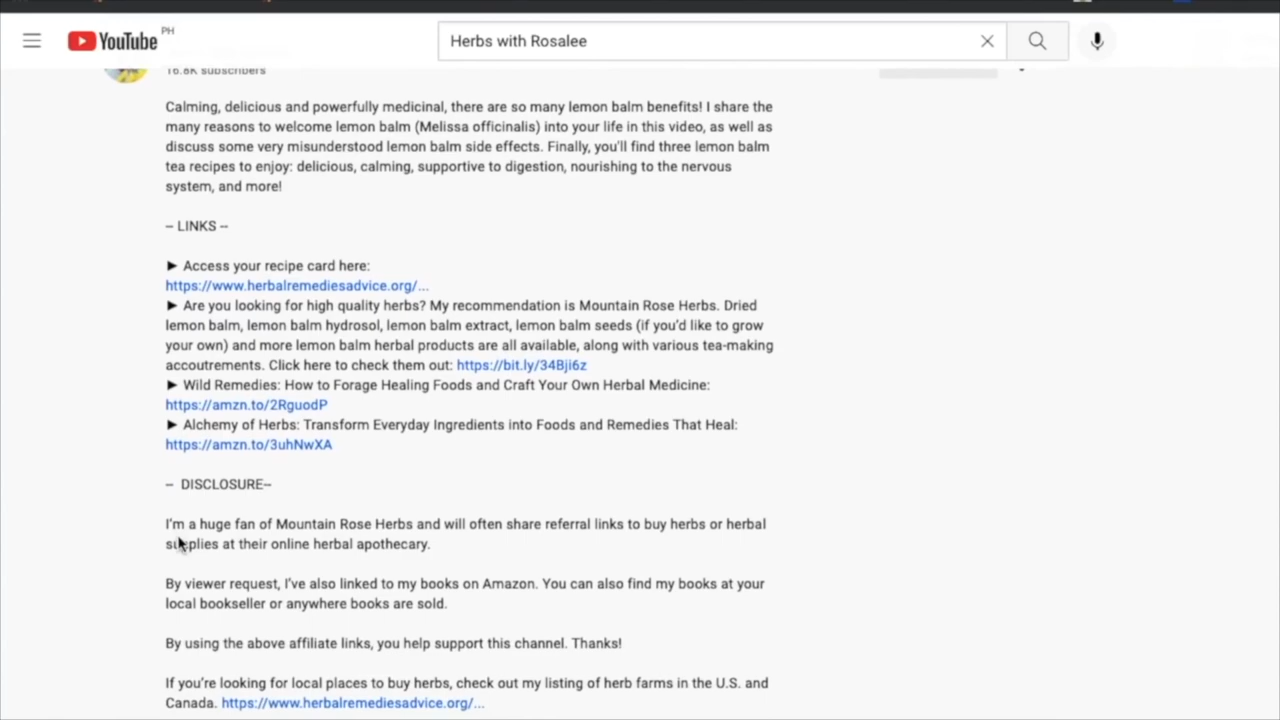 YouTube PH
Herbs with Rosalee
16.8K subscribers
Calming, delicious and powerfully medicinal, there are so many lemon balm benefits! I share the
many reasons to welcome lemon balm (Melissa officinalis) into your life in this video, as well as
discuss some very misunderstood lemon balm side effects. Finally, you'll find three lemon balm
tea recipes to enjoy: delicious, calming, supportive to digestion, nourishing to the nervous
system, and more!
-- LINKS --
► Access your recipe card here:
https://www.herbalremediesadvice.org/...
► Are you looking for high quality herbs? My recommendation is Mountain Rose Herbs. Dried
lemon balm, lemon balm hydrosol, lemon balm extract, lemon balm seeds (if you'd like to grow
your own) and more lemon balm herbal products are all available, along with various tea-making
accoutrements. Click here to check them out: https://bit.ly/34Bji6z
► Wild Remedies: How to Forage Healing Foods and Craft Your Own Herbal Medicine:
https://amzn.to/2RguodP
► Alchemy of Herbs: Transform Everyday Ingredients into Foods and Remedies That Heal:
https://amzn.to/3uhNwXA
-- DISCLOSURE--
I'm a huge fan of Mountain Rose Herbs and will often share referral links to buy herbs or herbal
supplies at their online herbal apothecary.
By viewer request, I've also linked to my books on Amazon. You can also find my books at your
local bookseller or anywhere books are sold.
By using the above affiliate links, you help support this channel. Thanks!
If you're looking for local places to buy herbs, check out my listing of herb farms in the U.S. and
Canada. https://www.herbalremediesadvice.org/...